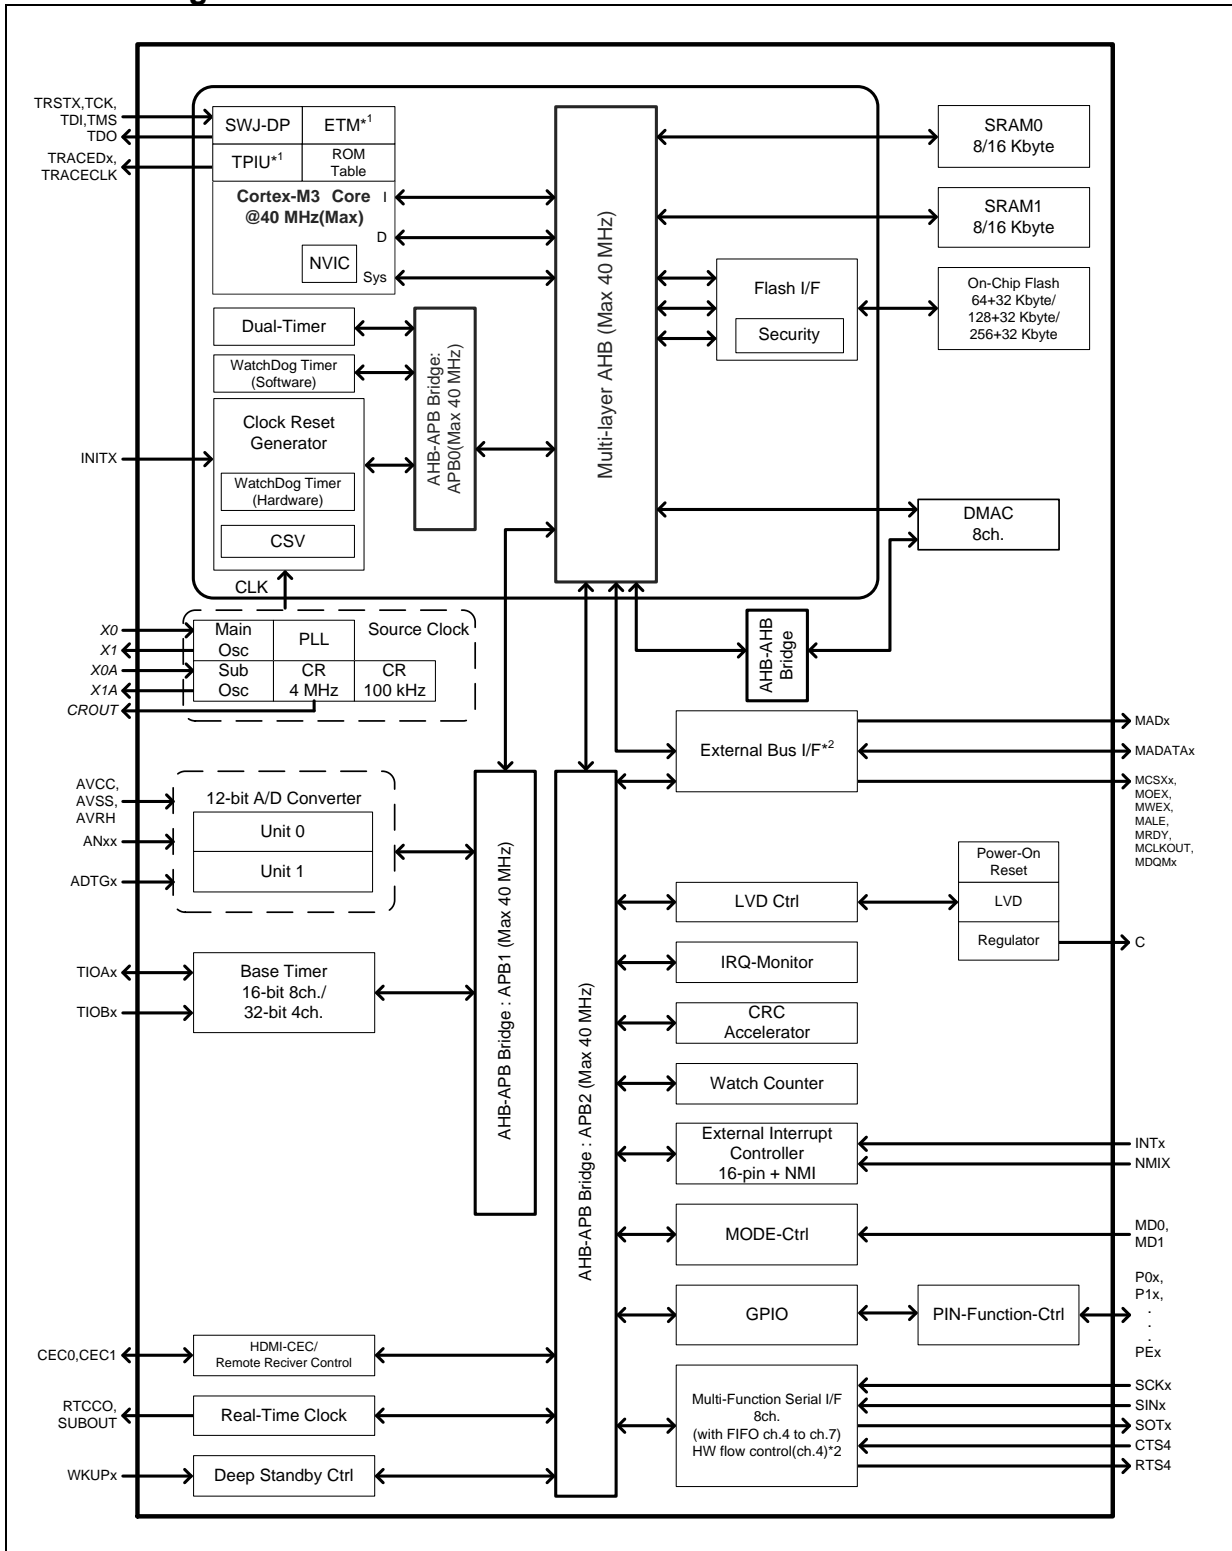 TRSTX,TCK,
TDI,TMS
TDO
TRACEDx,
TRACECLK
SWJ-DP
ETM*1
TPIU*1
ROM
Table
Cortex-M3 Core
@40 MHz(Max)
I
D
Sys
NVIC
Dual-Timer
WatchDog Timer
(Software)
Clock Reset
Generator
WatchDog Timer
(Hardware)
CSV
INITX
CLK
AHB-APB Bridge:
APB0(Max 40 MHz)
Multi-layer AHB (Max 40 MHz)
SRAM0
8/16 Kbyte
SRAM1
8/16 Kbyte
Flash I/F
Security
On-Chip Flash
64+32 Kbyte/
128+32 Kbyte/
256+32 Kbyte
DMAC
8ch.
AHB-AHB
Bridge
X0
X1
X0A
X1A
CROUT
Main
Osc
PLL
Source Clock
Sub
Osc
CR
4 MHz
CR
100 kHz
External Bus I/F*2
MADx
MADATAx
MCSXx,
MOEX,
MWEX,
MALE,
MRDY,
MCLKOUT,
MDQMx
AVCC,
AVSS,
AVRH
ANxx
ADTGx
12-bit A/D Converter
Unit 0
Unit 1
TIOAx
TIOBx
Base Timer
16-bit 8ch./
32-bit 4ch.
AHB-APB Bridge : APB1 (Max 40 MHz)
AHB-APB Bridge : APB2 (Max 40 MHz)
LVD Ctrl
Power-On
Reset
LVD
Regulator
C
IRQ-Monitor
CRC
Accelerator
Watch Counter
External Interrupt
Controller
16-pin + NMI
INTx
NMIX
MODE-Ctrl
MD0,
MD1
GPIO
PIN-Function-Ctrl
P0x,
P1x,
.
.
.
PEx
CEC0,CEC1
HDMI-CEC/
Remote Reciver Control
RTCCO,
SUBOUT
Real-Time Clock
WKUPx
Deep Standby Ctrl
Multi-Function Serial I/F
8ch.
(with FIFO ch.4 to ch.7)
HW flow control(ch.4)*2
SCKx
SINx
SOTx
CTS4
RTS4